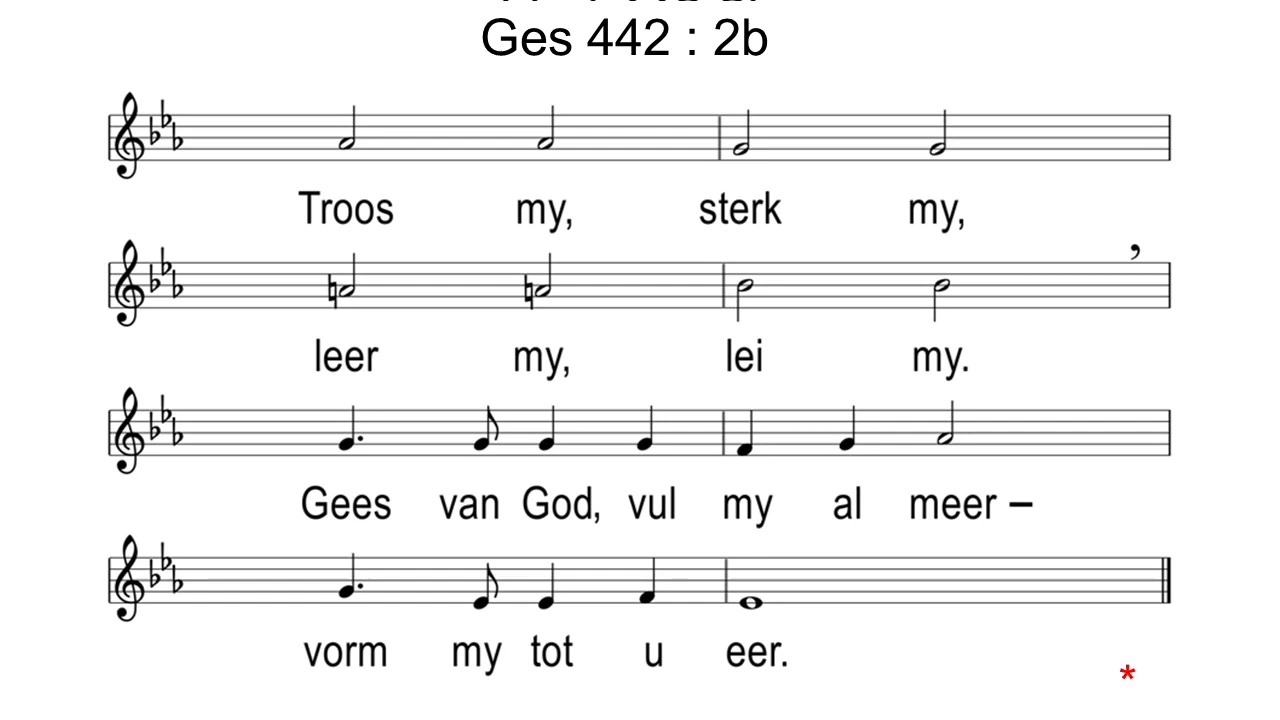 Ges 442 : 2b
Troos my, sterk my,
leer my, lei my.
Gees van God, vul my al meer –
vorm my tot u eer.
*